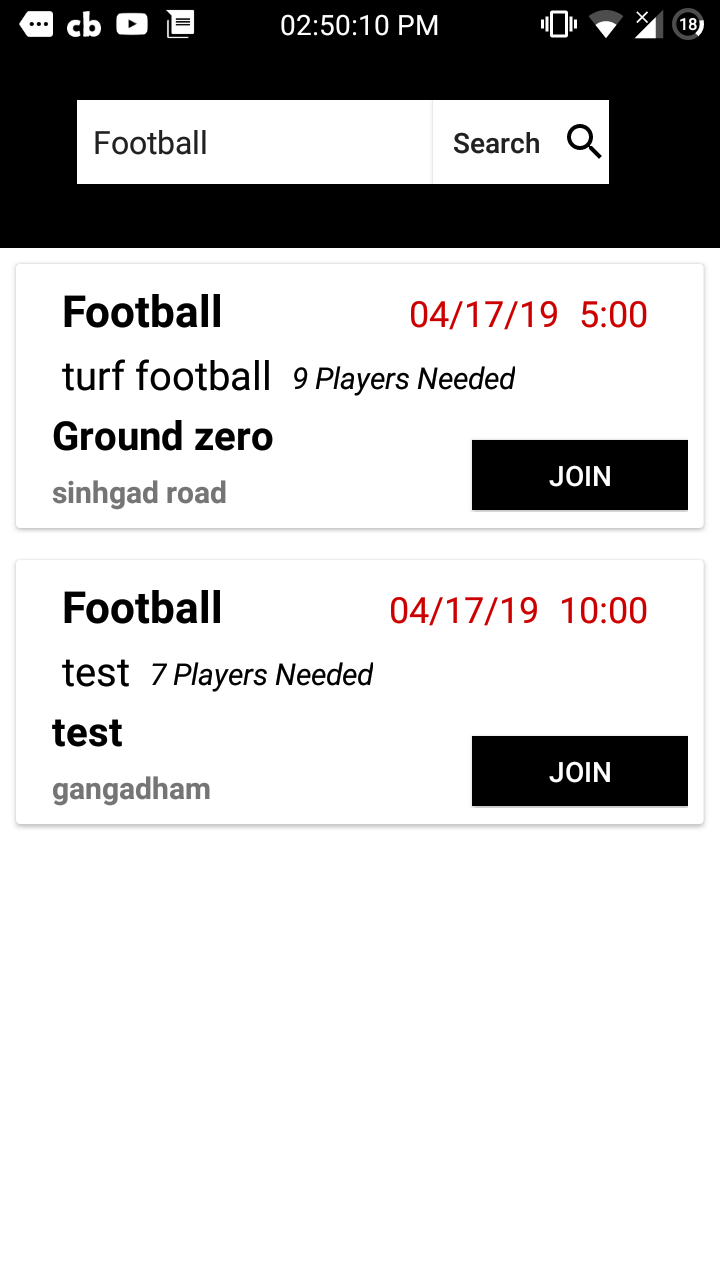 cb 02:50:10 PM 18
Football Search
Football 04/17/19 5:00
turf football 9 Players Needed
Ground zero
sinhgad road
JOIN
Football 04/17/19 10:00
test 7 Players Needed
test
gangadham
JOIN